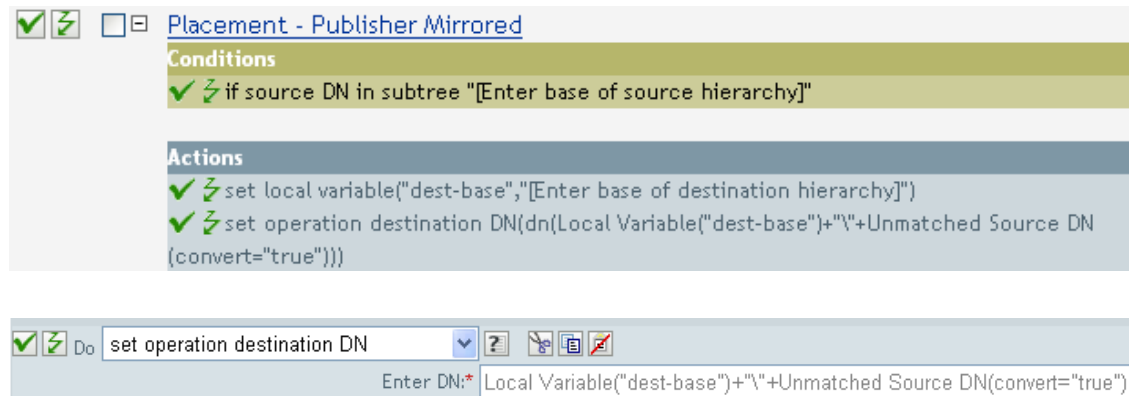 Placement - Publisher Mirrored
Conditions
if source DN in subtree "[Enter base of source hierarchy]"
Actions
set local variable("dest-base","[Enter base of destination hierarchy]")
set operation destination DN(dn(Local Variable("dest-base")+"\"+Unmatched Source DN
(convert="true")))
Do set operation destination DN
Enter DN:* Local Variable("dest-base")+"\"+Unmatched Source DN(convert="true")